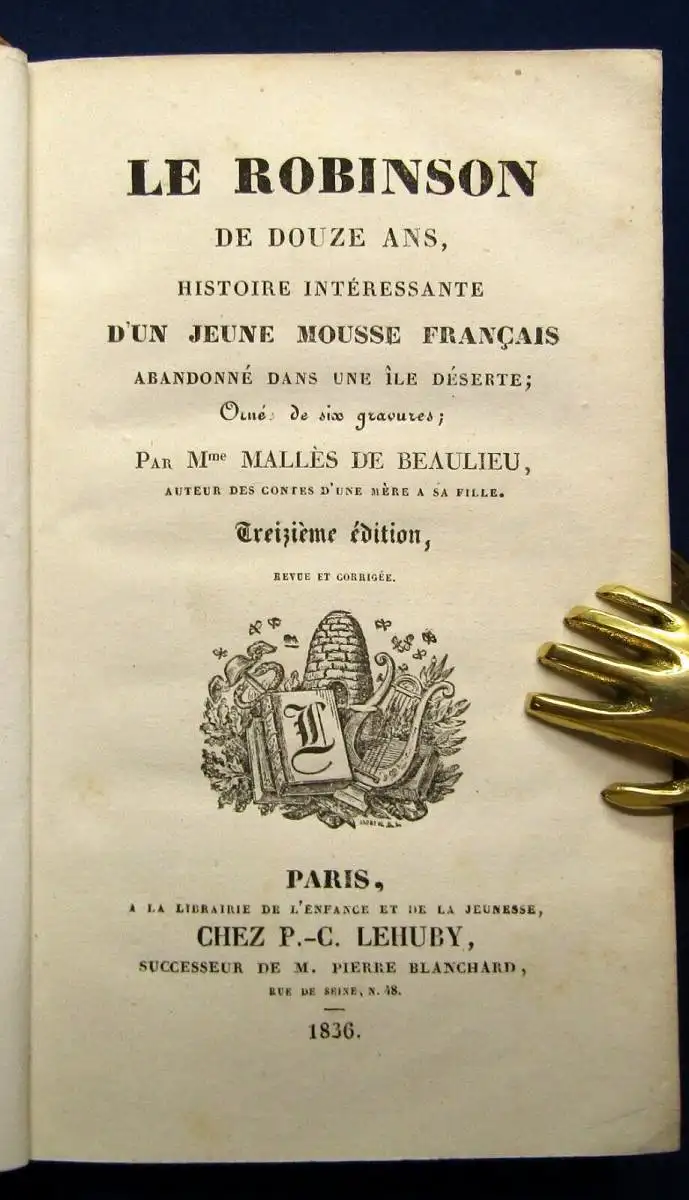 LE ROBINSON
DE DOUZE ANS,
HISTOIRE INTÉRESSANTE
D'UN JEUNE MOUSSE FRANÇAIS
ABANDONNÉ DANS UNE ÎLE DÉSERTE;
Orné de six gravures;
PAR Mme MALLÈS DE BEAULIEU,
AUTEUR DES CONTES D'UNE MÈRE A SA FILLE.
Treizième édition,
REVUE ET CORRIGÉE.
L
PARIS,
A LA LIBRAIRIE DE L'ENFANCE ET DE LA JEUNESSE,
CHEZ P.-C. LEHUBY,
SUCCESSEUR DE M. PIERRE BLANCHARD,
RUE DE SEINE, N. 48.
1836.